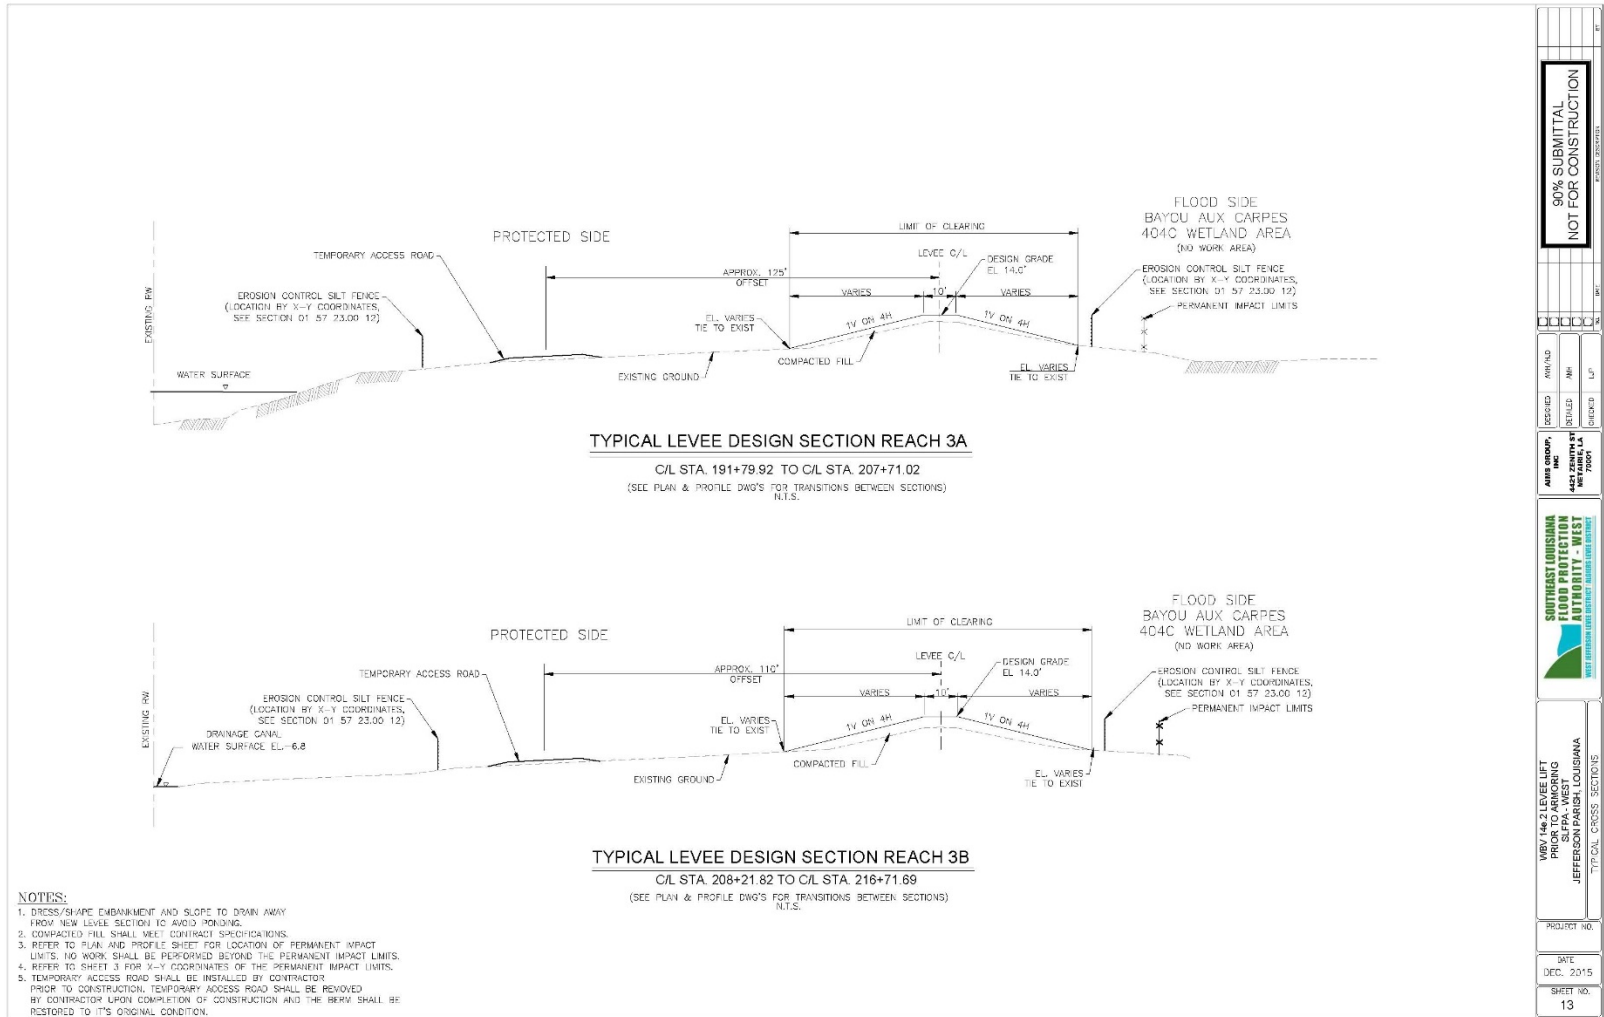 PROTECTED SIDE
FLOOD SIDE
BAYOU AUX CARPES
404C WETLAND AREA
(NO WORK AREA)
LIMIT OF CLEARING
LEVEE C/L
DESIGN GRADE
EL 14.0'
TEMPORARY ACCESS ROAD
APPROX. 125'
OFFSET
VARIES
10'
VARIES
EROSION CONTROL SILT FENCE
(LOCATION BY X-Y COORDINATES,
SEE SECTION 01 57 23.00 12)
EROSION CONTROL SILT FENCE
(LOCATION BY X-Y COORDINATES,
SEE SECTION 01 57 23.00 12)
PERMANENT IMPACT LIMITS
EXISTING RW
EL. VARIES
TIE TO EXIST
1V ON 4H
1V ON 4H
COMPACTED FILL
EXISTING GROUND
EL. VARIES
TIE TO EXIST
WATER SURFACE
TYPICAL LEVEE DESIGN SECTION REACH 3A
C/L STA. 191+79.92 TO C/L STA. 207+71.02
(SEE PLAN & PROFILE DWG'S FOR TRANSITIONS BETWEEN SECTIONS)
N.T.S.
PROTECTED SIDE
FLOOD SIDE
BAYOU AUX CARPES
404C WETLAND AREA
(NO WORK AREA)
LIMIT OF CLEARING
LEVEE C/L
DESIGN GRADE
EL 14.0'
TEMPORARY ACCESS ROAD
APPROX. 116'
OFFSET
VARIES
10'
VARIES
EROSION CONTROL SILT FENCE
(LOCATION BY X-Y COORDINATES,
SEE SECTION 01 57 23.00 12)
EROSION CONTROL SILT FENCE
(LOCATION BY X-Y COORDINATES,
SEE SECTION 01 57 23.00 12)
PERMANENT IMPACT LIMITS
EXISTING RW
DRAINAGE CANAL
WATER SURFACE EL.-6.8
EL. VARIES
TIE TO EXIST
1V ON 4H
1V ON 4H
COMPACTED FILL
EXISTING GROUND
EL. VARIES
TIE TO EXIST
TYPICAL LEVEE DESIGN SECTION REACH 3B
C/L STA. 208+21.82 TO C/L STA. 216+71.69
(SEE PLAN & PROFILE DWG'S FOR TRANSITIONS BETWEEN SECTIONS)
N.T.S.
NOTES:
1. DRESS/SHAPE EMBANKMENT AND SLOPE TO DRAIN AWAY
FROM NEW LEVEE SECTION TO AVOID PONDING.
2. COMPACTED FILL SHALL MEET CONTRACT SPECIFICATIONS.
3. REFER TO PLAN AND PROFILE SHEET FOR LOCATION OF PERMANENT IMPACT
LIMITS. NO WORK SHALL BE PERFORMED BEYOND THE PERMANENT IMPACT LIMITS.
4. REFER TO SHEET 3 FOR X-Y COORDINATES OF THE PERMANENT IMPACT LIMITS.
5. TEMPORARY ACCESS ROAD SHALL BE INSTALLED BY CONTRACTOR
PRIOR TO CONSTRUCTION. TEMPORARY ACCESS ROAD SHALL BE REMOVED
BY CONTRACTOR UPON COMPLETION OF CONSTRUCTION AND THE BERM SHALL BE
RESTORED TO IT'S ORIGINAL CONDITION.
90% SUBMITTAL
NOT FOR CONSTRUCTION
REVISION DESCRIPTION
BY
DATE
NO.
DESIGNED
DETAILED
AMH
CHECKED
LJP
AIMS GROUP,
INC
4421 ZENITH ST
METAIRIE, LA
70001
SOUTHEAST LOUISIANA
FLOOD PROTECTION
AUTHORITY - WEST
WEST JEFFERSON LEVEE DISTRICT ALGIERS LEVEE DISTRICT
WBV 14e.2 LEVEE LIFT
PRIOR TO ARMORING
SLFPA - WEST
JEFFERSON PARISH, LOUISIANA
TYPICAL CROSS SECTIONS
PROJECT NO.
DATE
DEC. 2015
SHEET NO.
13